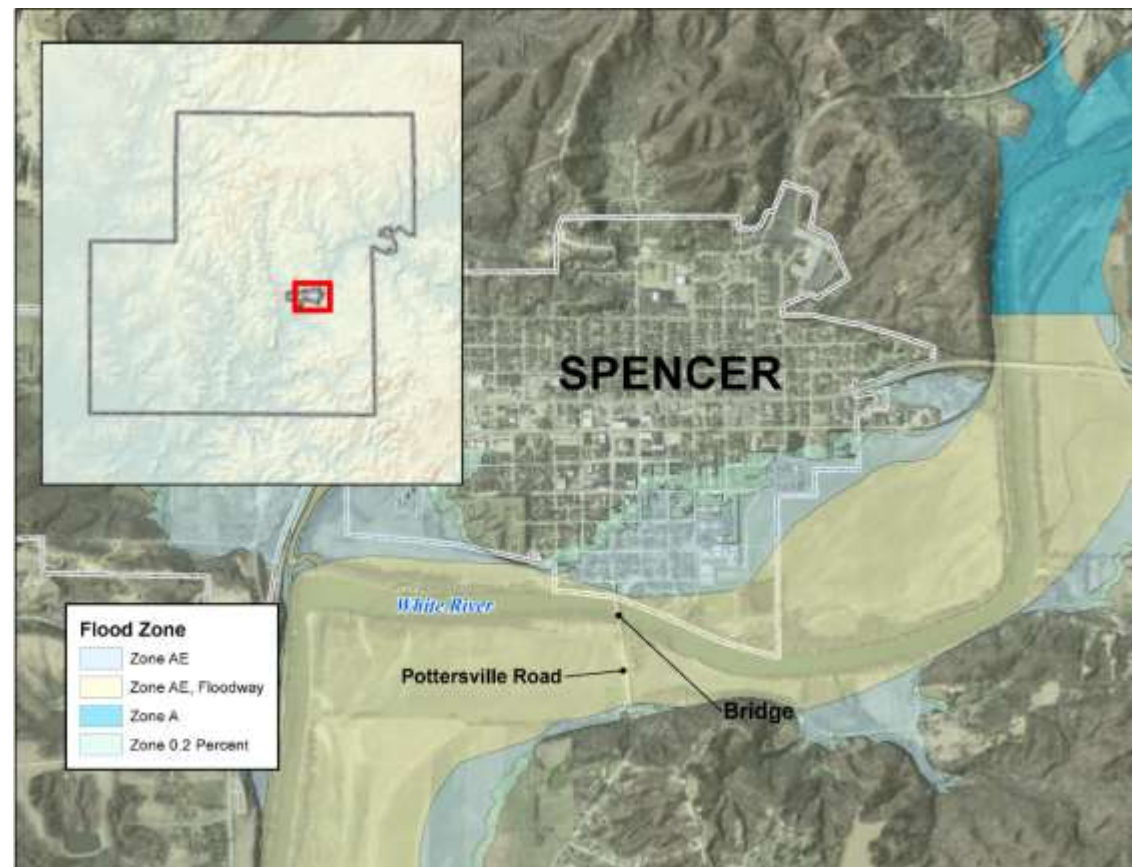 SPENCER
White River
Pottersville Road
Bridge
Flood Zone
Zone AE
Zone AE, Floodway
Zone A
Zone 0.2 Percent